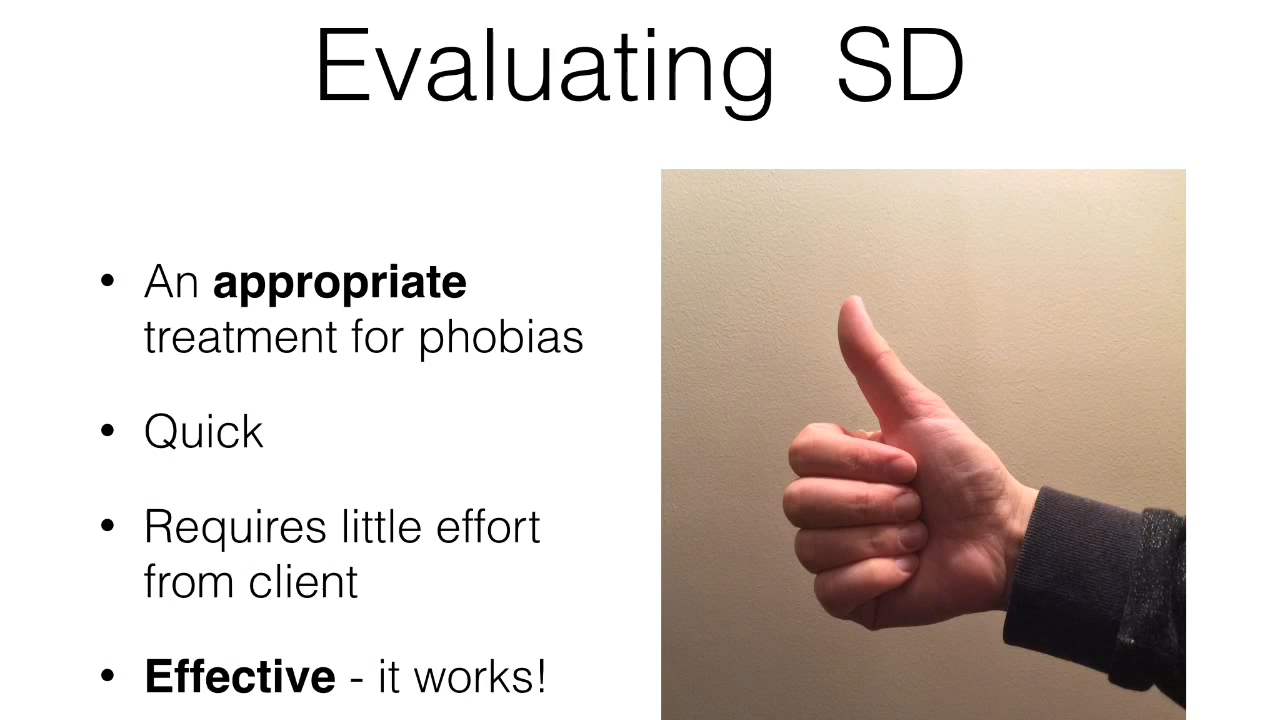 Evaluating SD
• An appropriate
treatment for phobias
• Quick
• Requires little effort
from client
• Effective - it works!